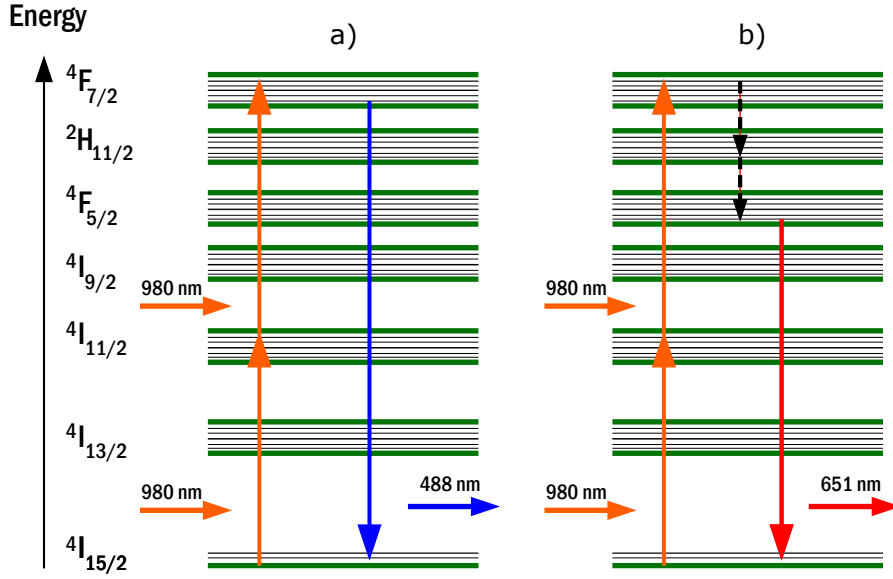 Energy
a)
b)
⁴F₇/₂
²H₁₁/₂
⁴F₅/₂
⁴I₉/₂
980 nm
980 nm
⁴I₁₁/₂
⁴I₁₃/₂
980 nm
488 nm
980 nm
651 nm
⁴I₁₅/₂